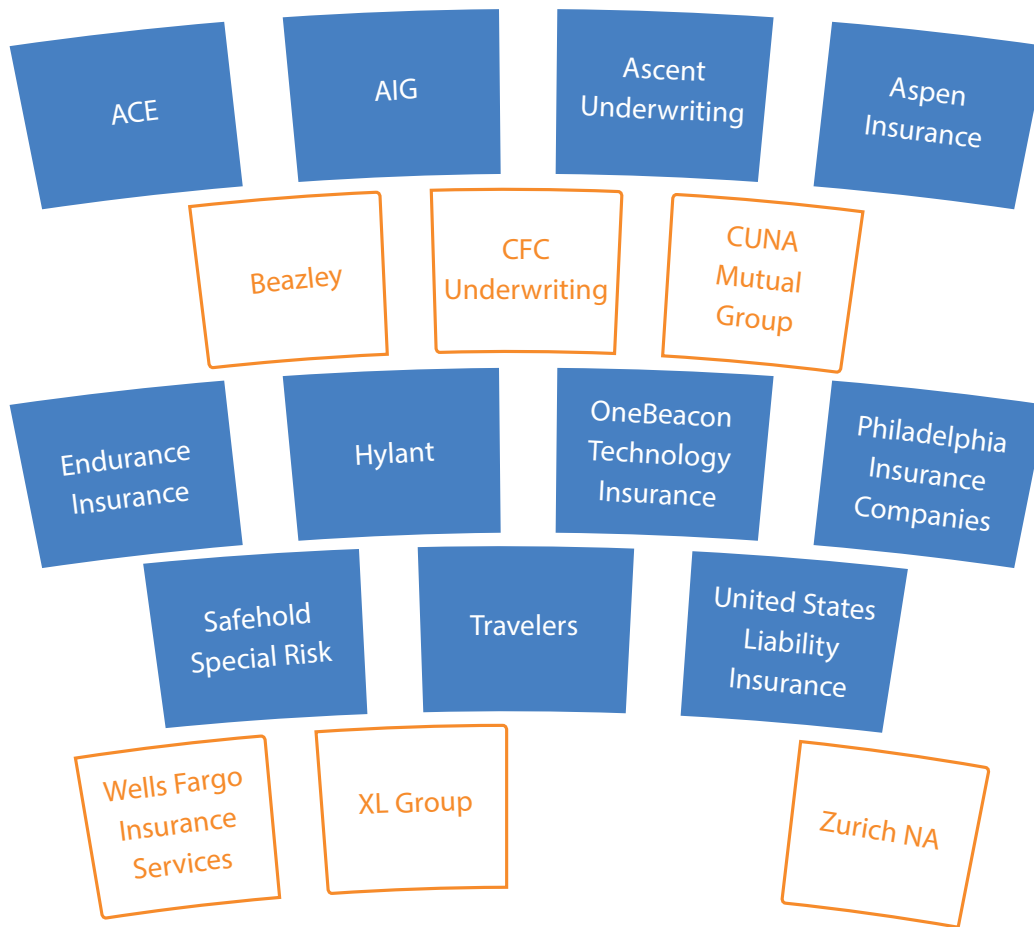 ACE
AIG
Ascent
Underwriting
Aspen
Insurance
Beazley
CFC
Underwriting
CUNA
Mutual
Group
Endurance
Insurance
Hylant
OneBeacon
Technology
Insurance
Philadelphia
Insurance
Companies
Safehold
Special Risk
Travelers
United States
Liability
Insurance
Wells Fargo
Insurance
Services
XL Group
Zurich NA